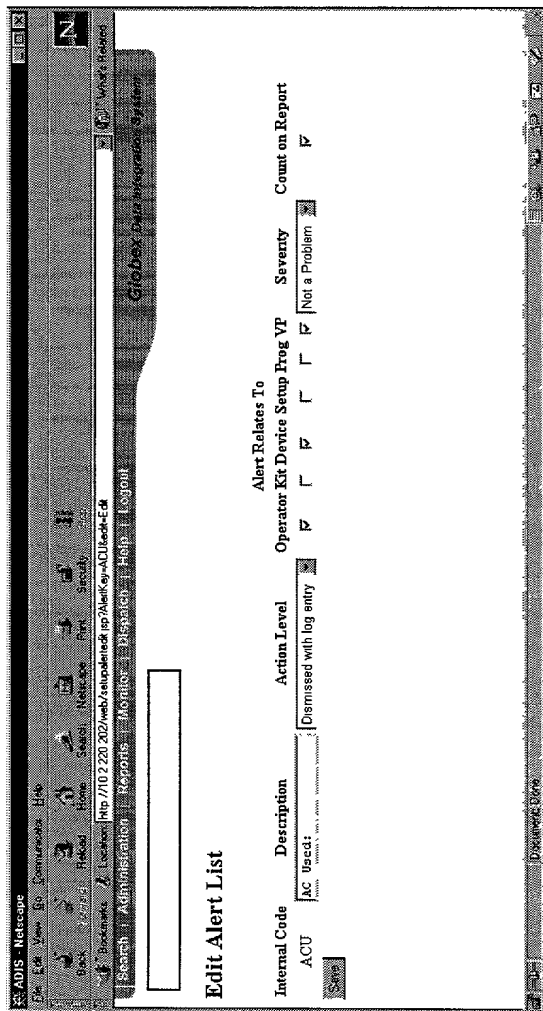 ADIS - Netscape
File Edit View Go Communicator Help
Back Reload Home Search Netscape Print Security
Bookmarks Location: http://10.2.220.202/web/setupalertedit.jsp?AlertKey=ACU&edit=Edit What's Related
Search | Administration | Reports | Monitor | Dispatch | Help | Logout
Globex Data Integration System
Edit Alert List
Alert Relates To
Internal Code Description Action Level Operator Kit Device Setup Prog VP Severity Count on Report
ACU AC Used: Dismissed with log entry Not a Problem
Save
Document: Done